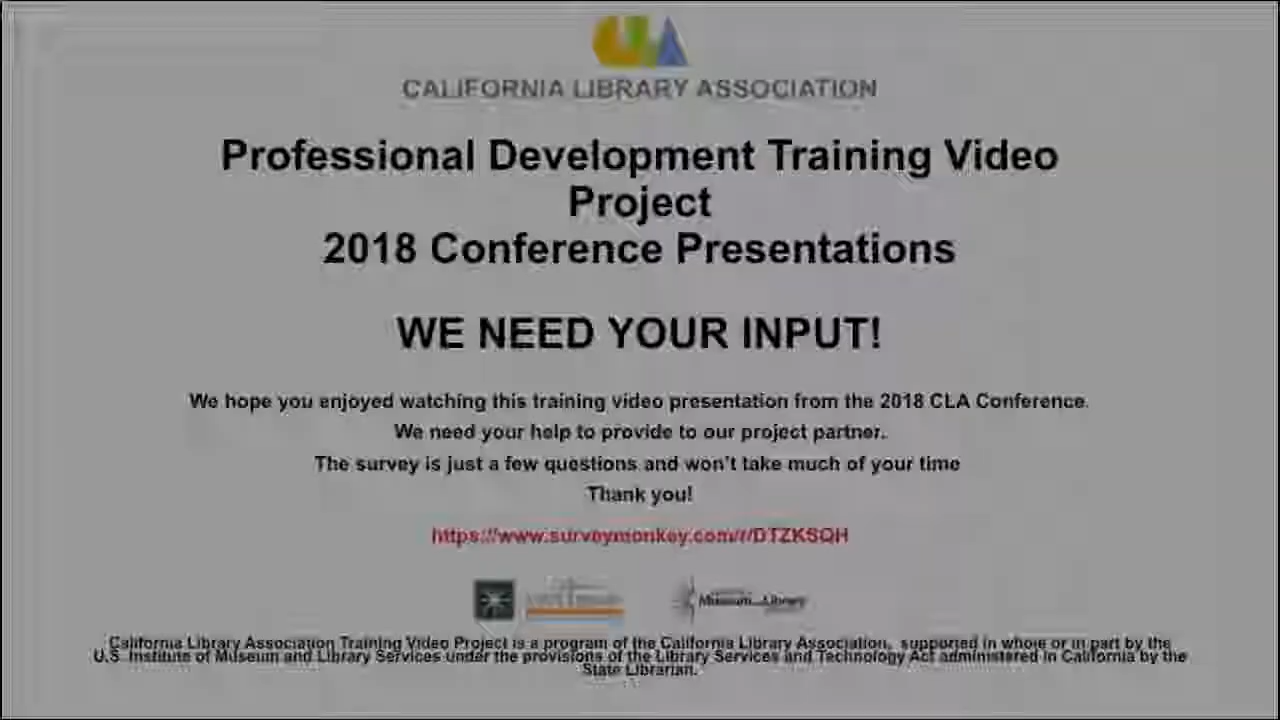 CLA
CALIFORNIA LIBRARY ASSOCIATION
Professional Development Training Video
Project
2018 Conference Presentations
WE NEED YOUR INPUT!
We hope you enjoyed watching this training video presentation from the 2018 CLA Conference.
We need your help to provide to our project partner.
The survey is just a few questions and won't take much of your time
Thank you!
https://www.surveymonkey.com/r/DTZKSQH
Museum and Library
California Library Association Training Video Project is a program of the California Library Association, supported in whole or in part by the
U.S. Institute of Museum and Library Services under the provisions of the Library Services and Technology Act administered in California by the
State Librarian.